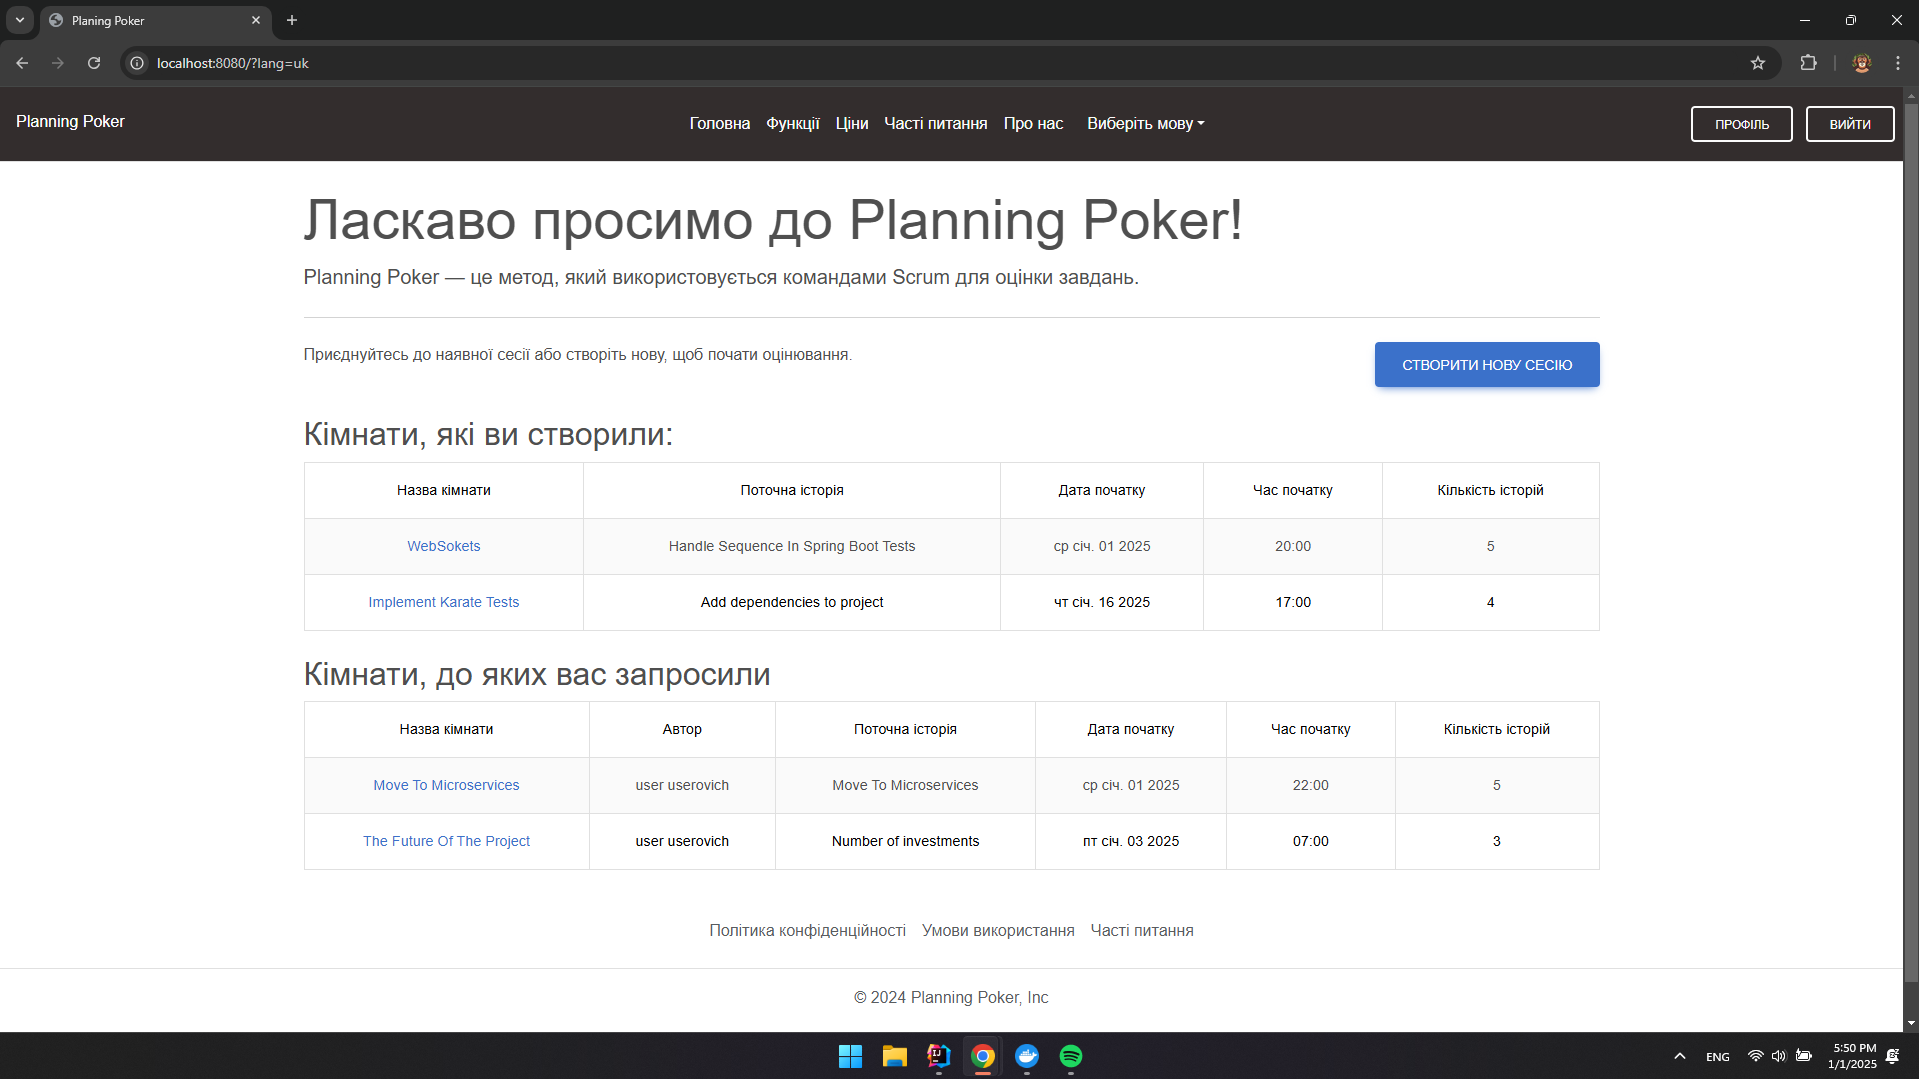 Planing Poker
localhost:8080/?lang=uk
Planning Poker
Головна Функції Ціни Часті питання Про нас Виберіть мову
ПРОФІЛЬ ВИЙТИ
Ласкаво просимо до Planning Poker!
Planning Poker — це метод, який використовується командами Scrum для оцінки завдань.
Приєднуйтесь до наявної сесії або створіть нову, щоб почати оцінювання.
СТВОРИТИ НОВУ СЕСІЮ
Кімнати, які ви створили:
Назва кімнати Поточна історія Дата початку Час початку Кількість історій
WebSokets Handle Sequence In Spring Boot Tests ср січ. 01 2025 20:00 5
Implement Karate Tests Add dependencies to project чт січ. 16 2025 17:00 4
Кімнати, до яких вас запросили
Назва кімнати Автор Поточна історія Дата початку Час початку Кількість історій
Move To Microservices user userovich Move To Microservices ср січ. 01 2025 22:00 5
The Future Of The Project user userovich Number of investments пт січ. 03 2025 07:00 3
Політика конфіденційності Умови використання Часті питання
© 2024 Planning Poker, Inc
ENG
5:50 PM
1/1/2025